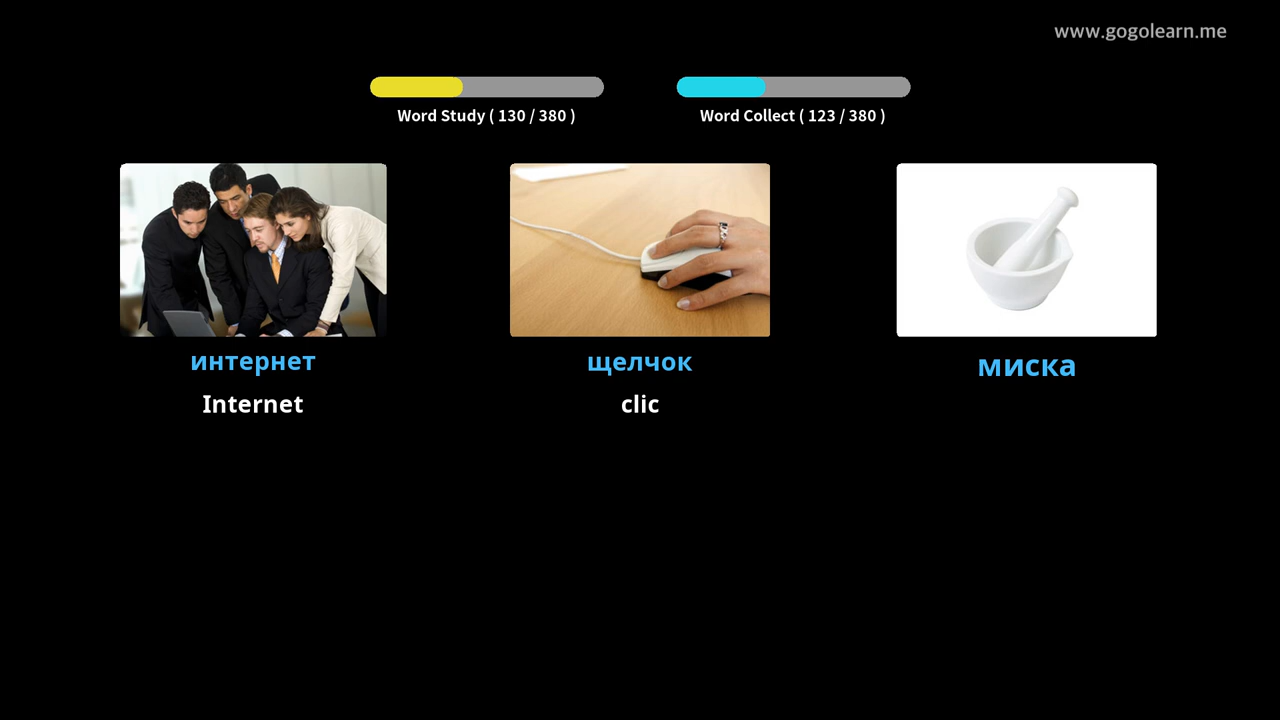 www.gogolearn.me
Word Study ( 130 / 380 )
Word Collect ( 123 / 380 )
интернет
Internet
щелчок
clic
миска